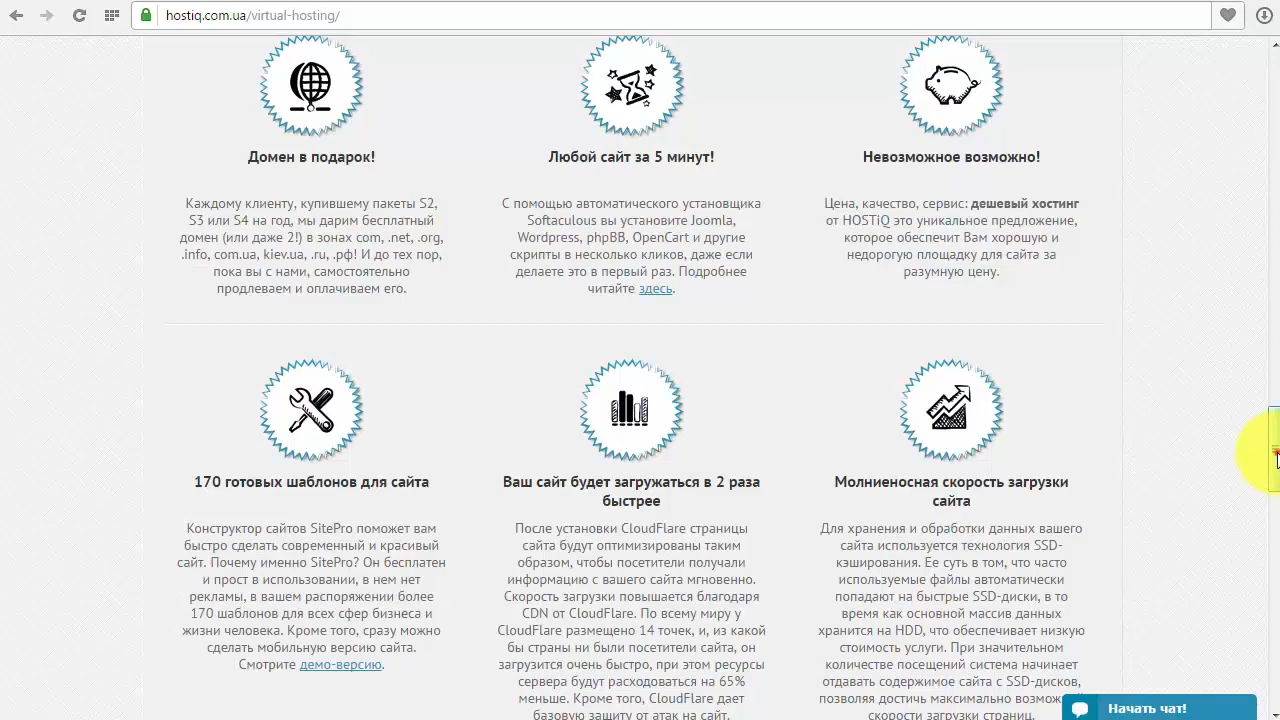 hostiq.com.ua/virtual-hosting/
Домен в подарок!
Каждому клиенту, купившему пакеты S2,
S3 или S4 на год, мы дарим бесплатный
домен (или даже 2!) в зонах com, .net, .org,
.info, com.ua, kiev.ua, .ru, .рф! И до тех пор,
пока вы с нами, самостоятельно
продлеваем и оплачиваем его.
Любой сайт за 5 минут!
С помощью автоматического установщика
Softaculous вы установите Joomla,
Wordpress, phpBB, OpenCart и другие
скрипты в несколько кликов, даже если
делаете это в первый раз. Подробнее
читайте здесь.
Невозможное возможно!
Цена, качество, сервис: дешевый хостинг
от HOSTiQ это уникальное предложение,
которое обеспечит Вам хорошую и
недорогую площадку для сайта за
разумную цену.
170 готовых шаблонов для сайта
Конструктор сайтов SitePro поможет вам
быстро сделать современный и красивый
сайт. Почему именно SitePro? Он бесплатен
и прост в использовании, в нем нет
рекламы, в вашем распоряжении более
170 шаблонов для всех сфер бизнеса и
жизни человека. Кроме того, сразу можно
сделать мобильную версию сайта.
Смотрите демо-версию.
Ваш сайт будет загружаться в 2 раза
быстрее
После установки CloudFlare страницы
сайта будут оптимизированы таким
образом, чтобы посетители получали
информацию с вашего сайта мгновенно.
Скорость загрузки повышается благодаря
CDN от CloudFlare. По всему миру у
CloudFlare размещено 14 точек, и, из какой
бы страны ни были посетители сайта, он
загрузится очень быстро, при этом ресурсы
сервера будут расходоваться на 65%
меньше. Кроме того, CloudFlare дает
базовую защиту от атак на сайт.
Молниеносная скорость загрузки
сайта
Для хранения и обработки данных вашего
сайта используется технология SSD-
кэширования. Ее суть в том, что часто
используемые файлы автоматически
попадают на быстрые SSD-диски, в то
время как основной массив данных
хранится на HDD, что обеспечивает низкую
стоимость услуги. При значительном
количестве посещений система начинает
отдавать содержимое сайта с SSD-дисков,
позволяя достичь максимально
скорости загрузки страниц.
Начать чат!